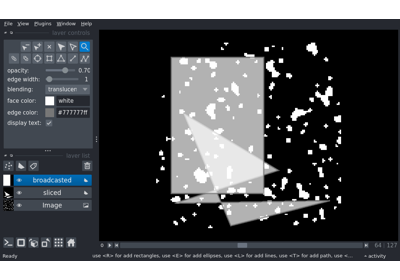 File View Plugins Window Help
layer controls
opacity: 0.70
edge width: 1
blending: translucen
face color: white
edge color: #777777ff
display text:
layer list
broadcasted
sliced
Image
64 127
Ready
use <R> for add rectangles, use <E> for add ellipses, use <L> for add lines, use <T> for add path, use <...
activity